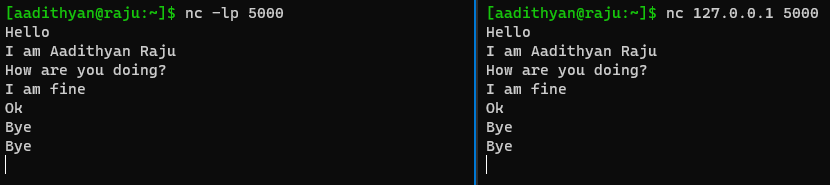 [aadithyan@raju:~]$ nc -lp 5000
Hello
I am Aadithyan Raju
How are you doing?
I am fine
Ok
Bye
Bye
[aadithyan@raju:~]$ nc 127.0.0.1 5000
Hello
I am Aadithyan Raju
How are you doing?
I am fine
Ok
Bye
Bye